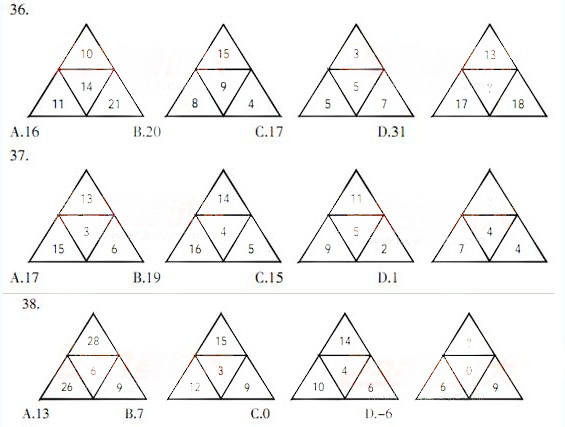 36.
10 15 3 13
14 9 5 ?
11 21 8 4 5 7 17 18
A.16 B.20 C.17 D.31
37.
13 14 11
3 4 5 4
15 6 16 5 9 2 7 4
A.17 B.19 C.15 D.1
38.
28 15 14 ?
6 3 4 0
26 9 12 9 10 6 6 9
A.13 B.7 C.0 D.-6